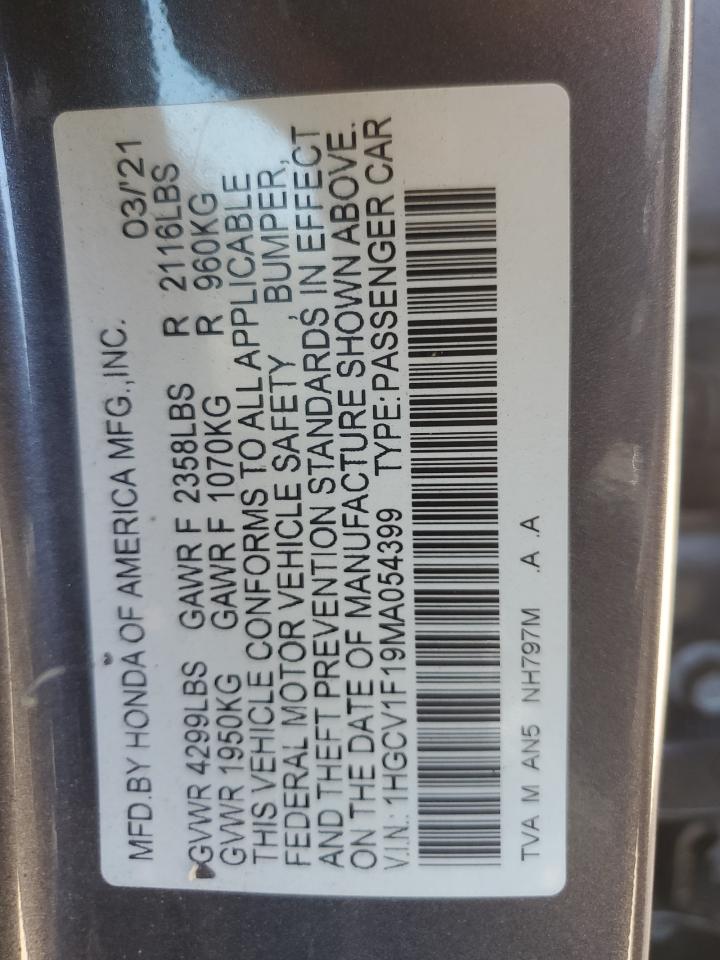 MFD.BY HONDA OF AMERICA MFG.,INC. 03/'21
GVWR 4299LBS GAWR F 2358LBS R 2116LBS
GVWR 1950KG GAWR F 1070KG R 960KG
THIS VEHICLE CONFORMS TO ALL APPLICABLE
FEDERAL MOTOR VEHICLE SAFETY , BUMPER,
AND THEFT PREVENTION STANDARDS IN EFFECT
ON THE DATE OF MANUFACTURE SHOWN ABOVE.
V.I.N.: 1HGCV1F19MA054399 TYPE:PASSENGER CAR
TVA M AN5 NH797M .A .A